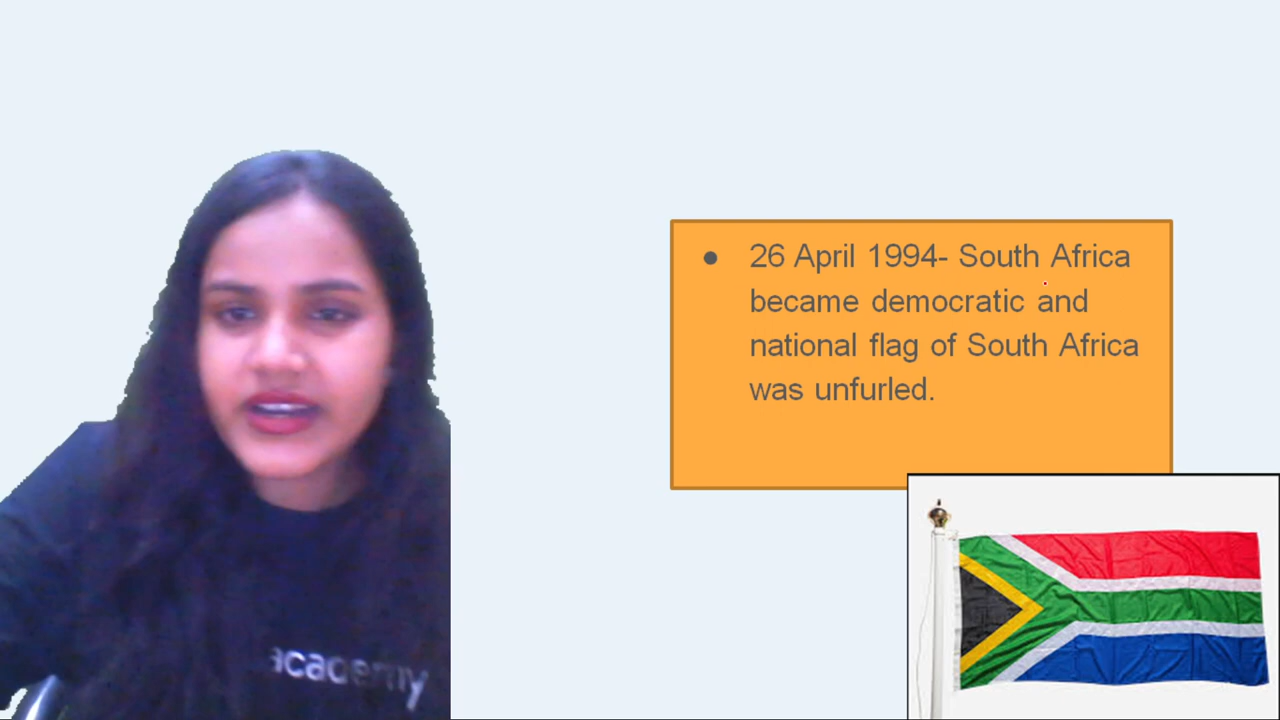 ● 26 April 1994- South Africa
became democratic and
national flag of South Africa
was unfurled.
academy